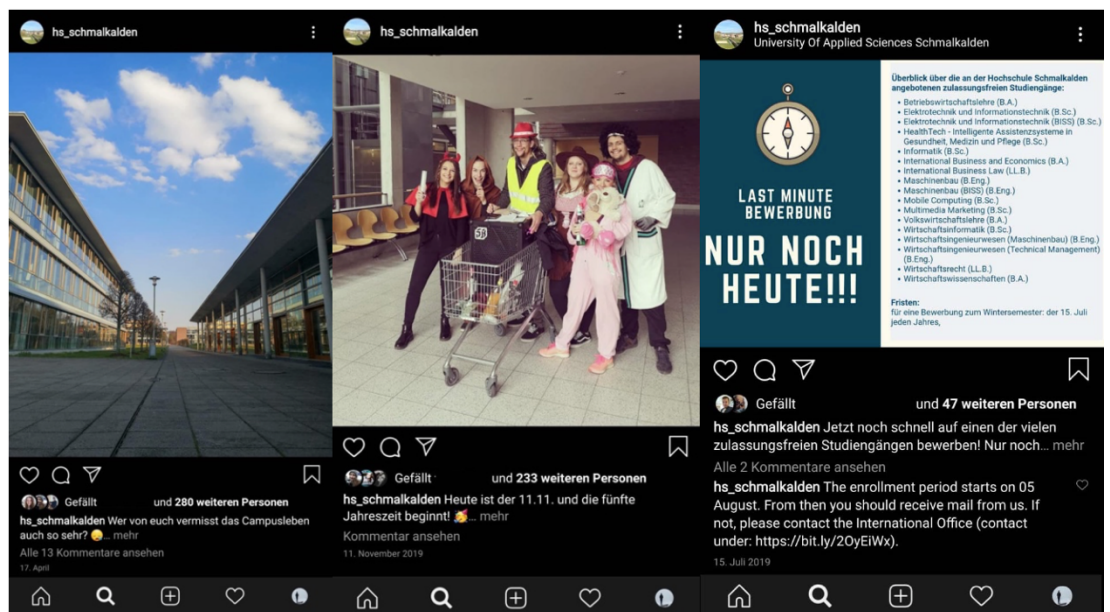 hs_schmalkalden
Gefällt und 280 weiteren Personen
hs_schmalkalden Wer von euch vermisst das Campusleben
auch so sehr? 😞... mehr
Alle 13 Kommentare ansehen
17. April
hs_schmalkalden
SB
Gefällt und 233 weiteren Personen
hs_schmalkalden Heute ist der 11.11. und die fünfte
Jahreszeit beginnt! 🥳... mehr
Kommentar ansehen
11. November 2019
hs_schmalkalden
University Of Applied Sciences Schmalkalden
LAST MINUTE
BEWERBUNG
NUR NOCH
HEUTE!!!
Überblick über die an der Hochschule Schmalkalden
angebotenen zulassungsfreien Studiengänge:
• Betriebswirtschaftslehre (B.A.)
• Elektrotechnik und Informationstechnik (B.Sc.)
• Elektrotechnik und Informationstechnik (BISS) (B.Sc.)
• HealthTech - Intelligente Assistenzsysteme in
Gesundheit, Medizin und Pflege (B.Sc.)
• Informatik (B.Sc.)
• International Business and Economics (B.A.)
• International Business Law (LL.B.)
• Maschinenbau (B.Eng.)
• Maschinenbau (BISS) (B.Eng.)
• Mobile Computing (B.Sc.)
• Multimedia Marketing (B.Sc.)
• Volkswirtschaftslehre (B.A.)
• Wirtschaftsinformatik (B.Sc.)
• Wirtschaftsingenieurwesen (Maschinenbau) (B.Eng.)
• Wirtschaftsingenieurwesen (Technical Management)
(B.Eng.)
• Wirtschaftsrecht (LL.B.)
• Wirtschaftswissenschaften (B.A.)
Fristen:
für eine Bewerbung zum Wintersemester: der 15. Juli
jeden Jahres,
Gefällt und 47 weiteren Personen
hs_schmalkalden Jetzt noch schnell auf einen der vielen
zulassungsfreien Studiengängen bewerben! Nur noch... mehr
Alle 2 Kommentare ansehen
hs_schmalkalden The enrollment period starts on 05
August. From then you should receive mail from us. If
not, please contact the International Office (contact
under: https://bit.ly/2OyEiWx).
15. Juli 2019